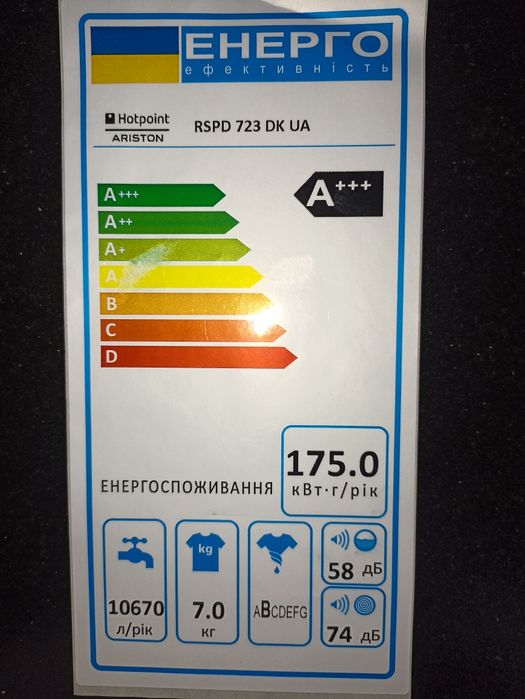 ЕНЕРГО
ефективність
Hotpoint
ARISTON
RSPD 723 DK UA
A+++
A+++
A++
A+
A
B
C
D
175.0
кВт·г/рік
ЕНЕРГОСПОЖИВАННЯ
kg
58 дБ
10670
л/рік
7.0
кг
ABCDEFG
74 дБ